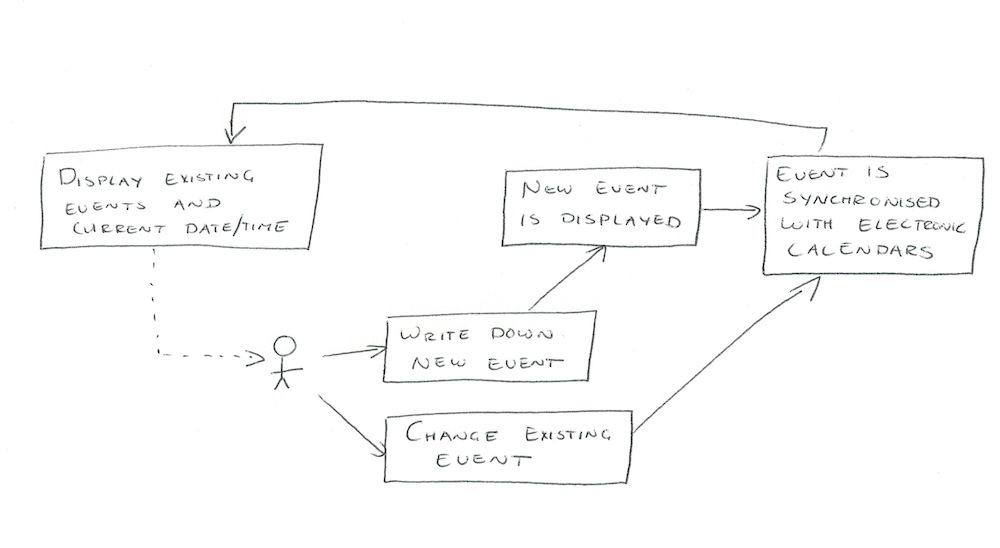 DISPLAY EXISTING
EVENTS AND
CURRENT DATE/TIME
NEW EVENT
IS DISPLAYED
EVENT IS
SYNCHRONISED
WITH ELECTRONIC
CALENDARS
WRITE DOWN
NEW EVENT
CHANGE EXISTING
EVENT